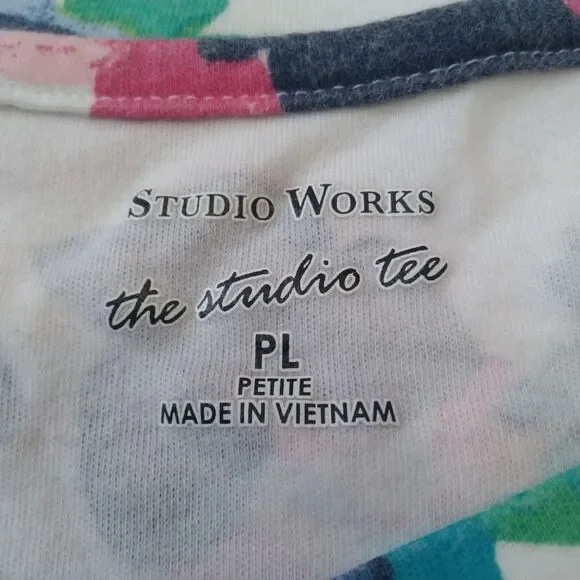 STUDIO WORKS
the studio tee
PL
PETITE
MADE IN VIETNAM